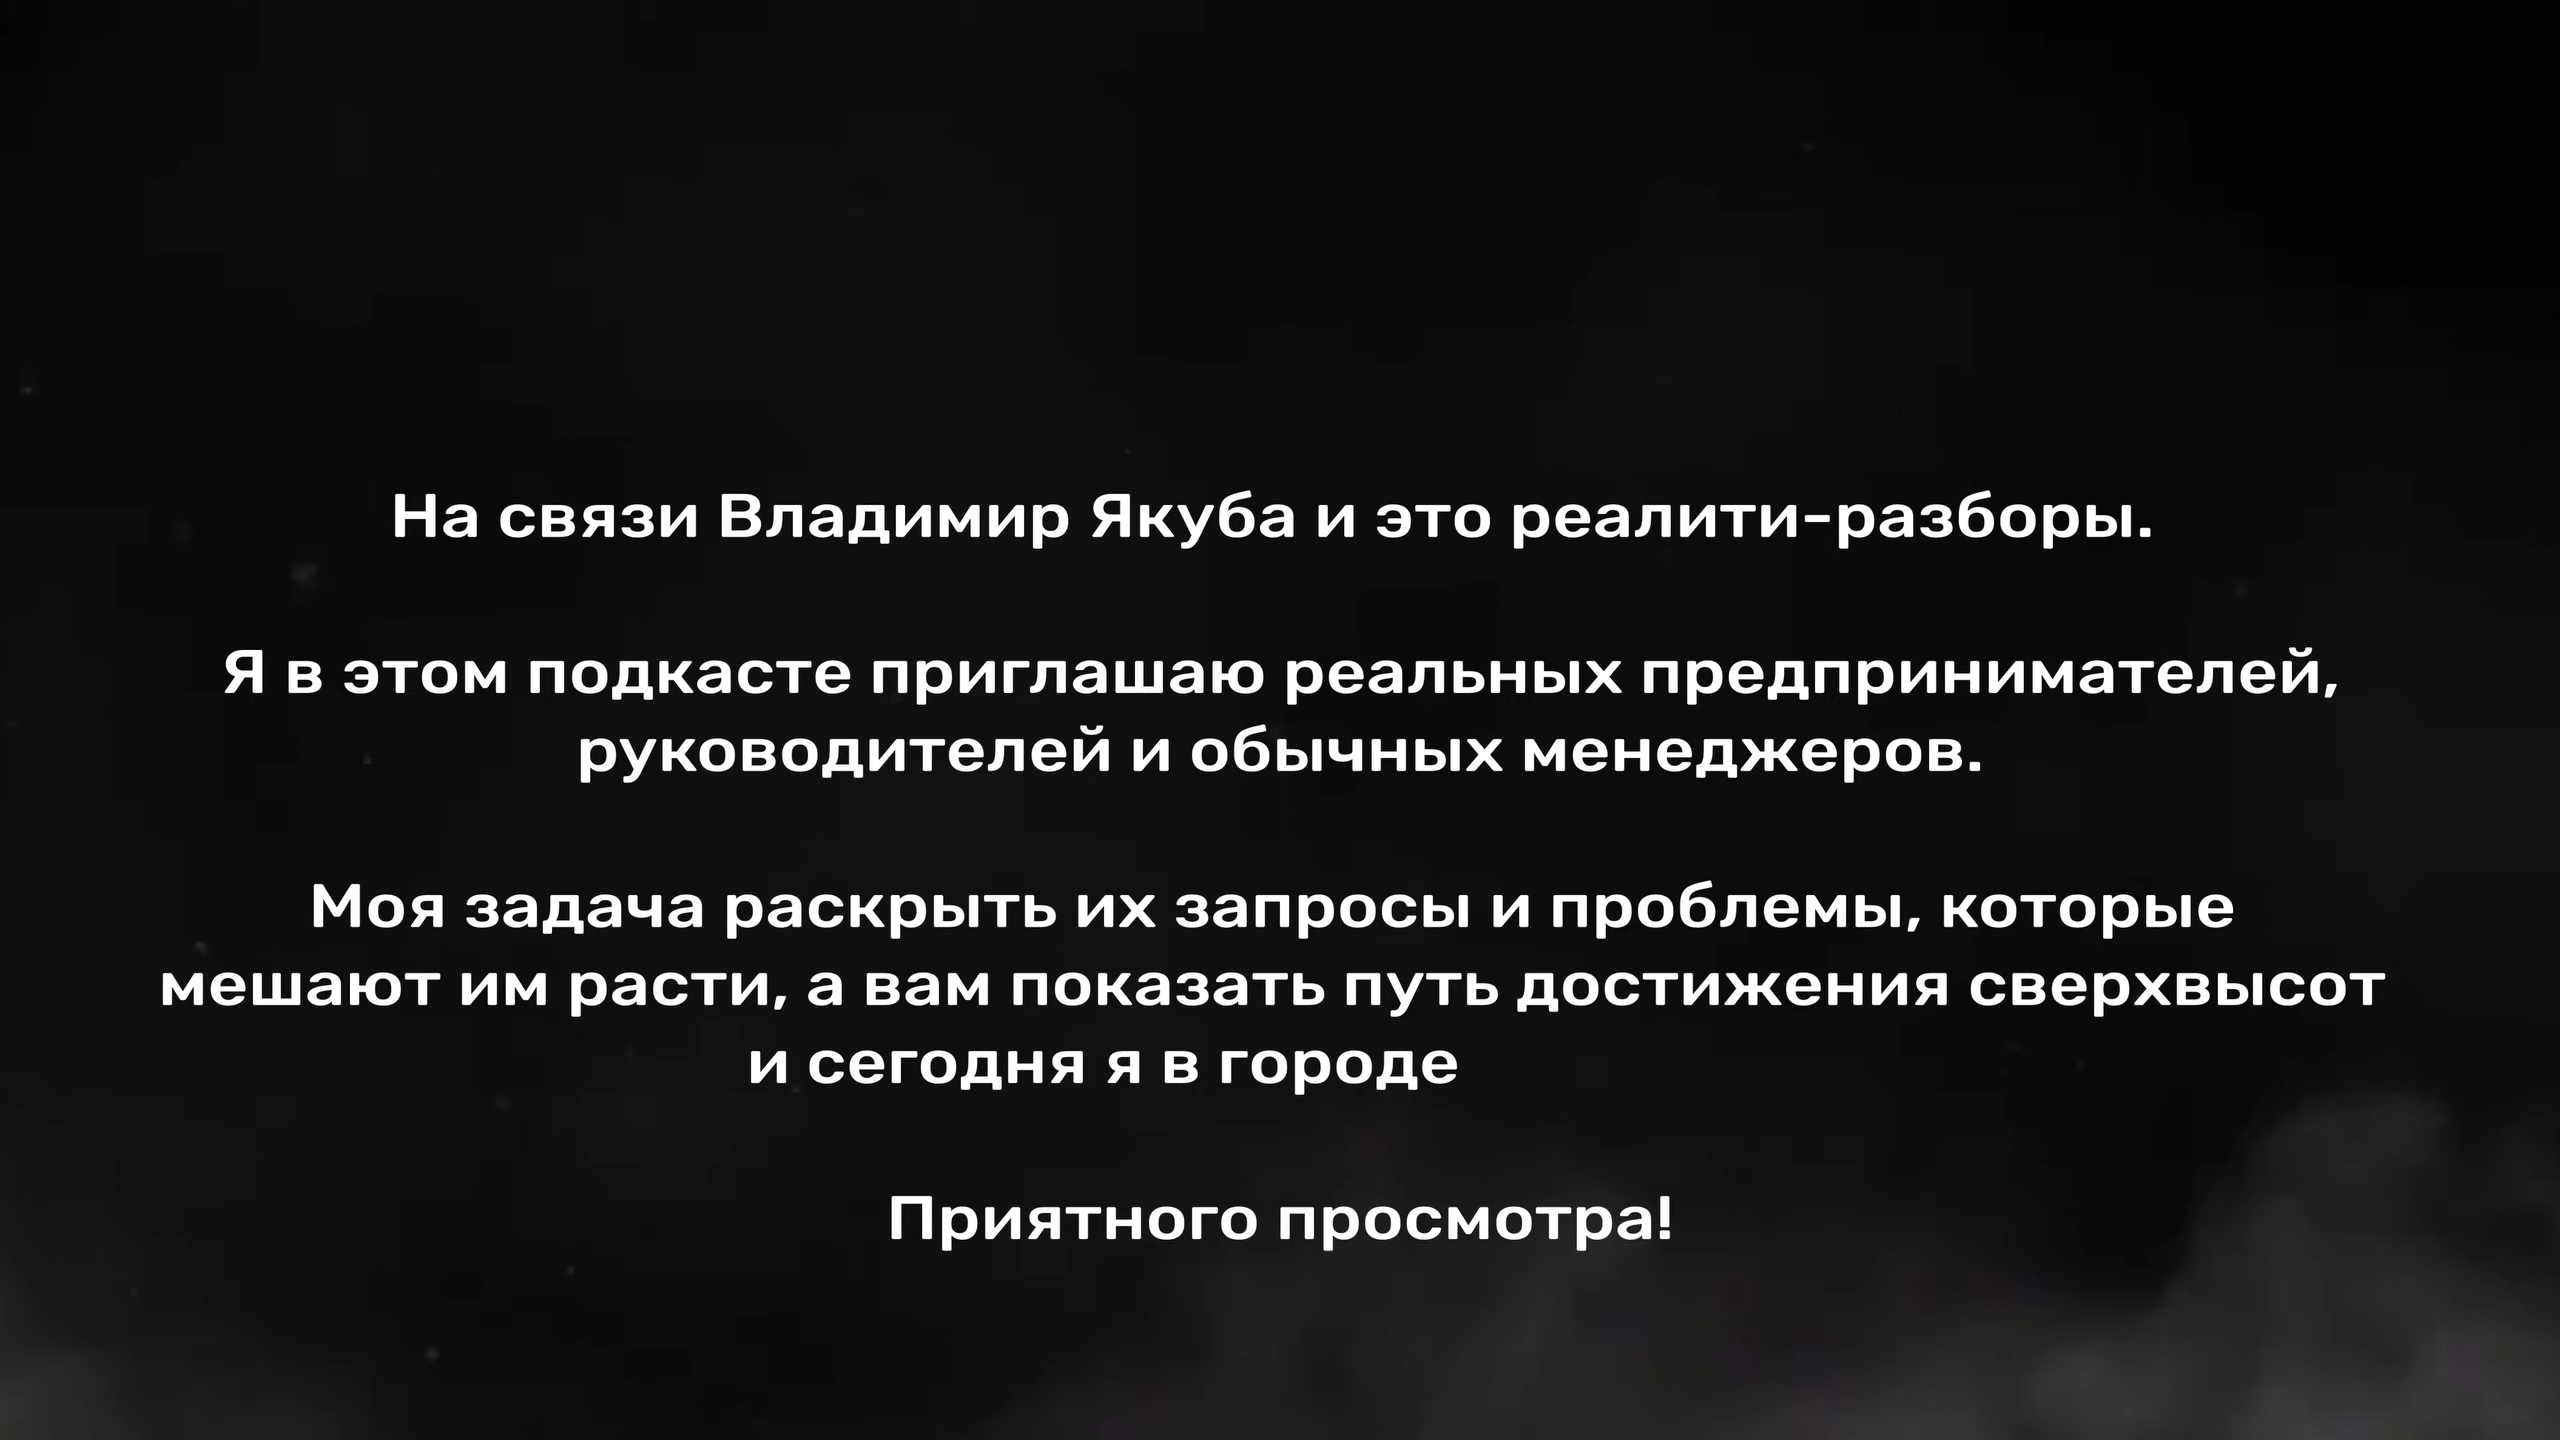 На связи Владимир Якуба и это реалити-разборы.
Я в этом подкасте приглашаю реальных предпринимателей,
руководителей и обычных менеджеров.
Моя задача раскрыть их запросы и проблемы, которые
мешают им расти, а вам показать путь достижения сверхвысот
и сегодня я в городе
Приятного просмотра!